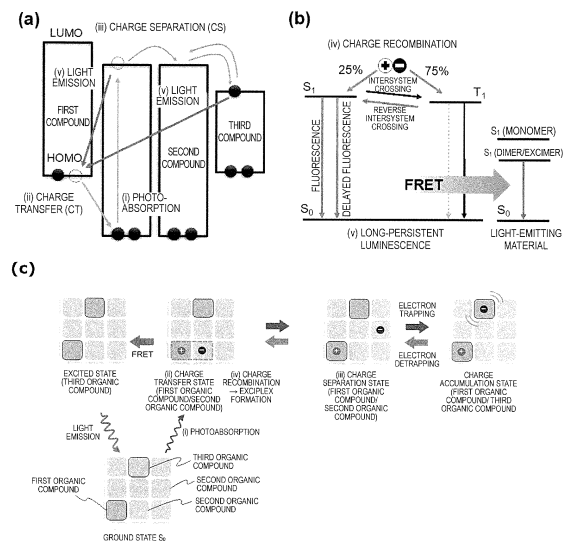 (a)
(iii) CHARGE SEPARATION (CS)
LUMO
(v) LIGHT
EMISSION
(v) LIGHT
EMISSION
FIRST
COMPOUND
SECOND
COMPOUND
THIRD
COMPOUND
HOMO
(ii) CHARGE
TRANSFER (CT)
(i) PHOTO-
ABSORPTION
(b)
(iv) CHARGE RECOMBINATION
25%
75%
S1
INTERSYSTEM
CROSSING
T1
REVERSE
INTERSYSTEM
CROSSING
FLUORESCENCE
DELAYED FLUORESCENCE
S1 (MONOMER)
S1 (DIMER/EXCIMER)
FRET
S0
S0
(v) LONG-PERSISTENT
LUMINESCENCE
LIGHT-EMITTING
MATERIAL
(c)
FRET
ELECTRON
TRAPPING
ELECTRON
DETRAPPING
EXCITED STATE
(THIRD ORGANIC
COMPOUND)
(ii) CHARGE
TRANSFER STATE
(FIRST ORGANIC
COMPOUND/SECOND
ORGANIC COMPOUND)
(iv) CHARGE
RECOMBINATION
→ EXCIPLEX
FORMATION
(iii) CHARGE
SEPARATION STATE
(FIRST ORGANIC
COMPOUND/
SECOND ORGANIC
COMPOUND)
CHARGE
ACCUMULATION STATE
(FIRST ORGANIC
COMPOUND/ THIRD
ORGANIC COMPOUND)
LIGHT
EMISSION
(i) PHOTOABSORPTION
THIRD ORGANIC
COMPOUND
FIRST ORGANIC
COMPOUND
SECOND ORGANIC
COMPOUND
SECOND ORGANIC
COMPOUND
GROUND STATE S0